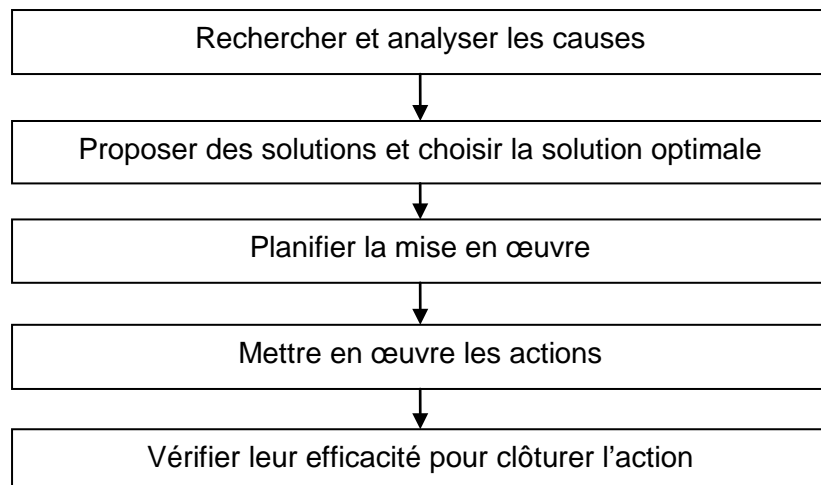 Rechercher et analyser les causes
Proposer des solutions et choisir la solution optimale
Planifier la mise en œuvre
Mettre en œuvre les actions
Vérifier leur efficacité pour clôturer l’action